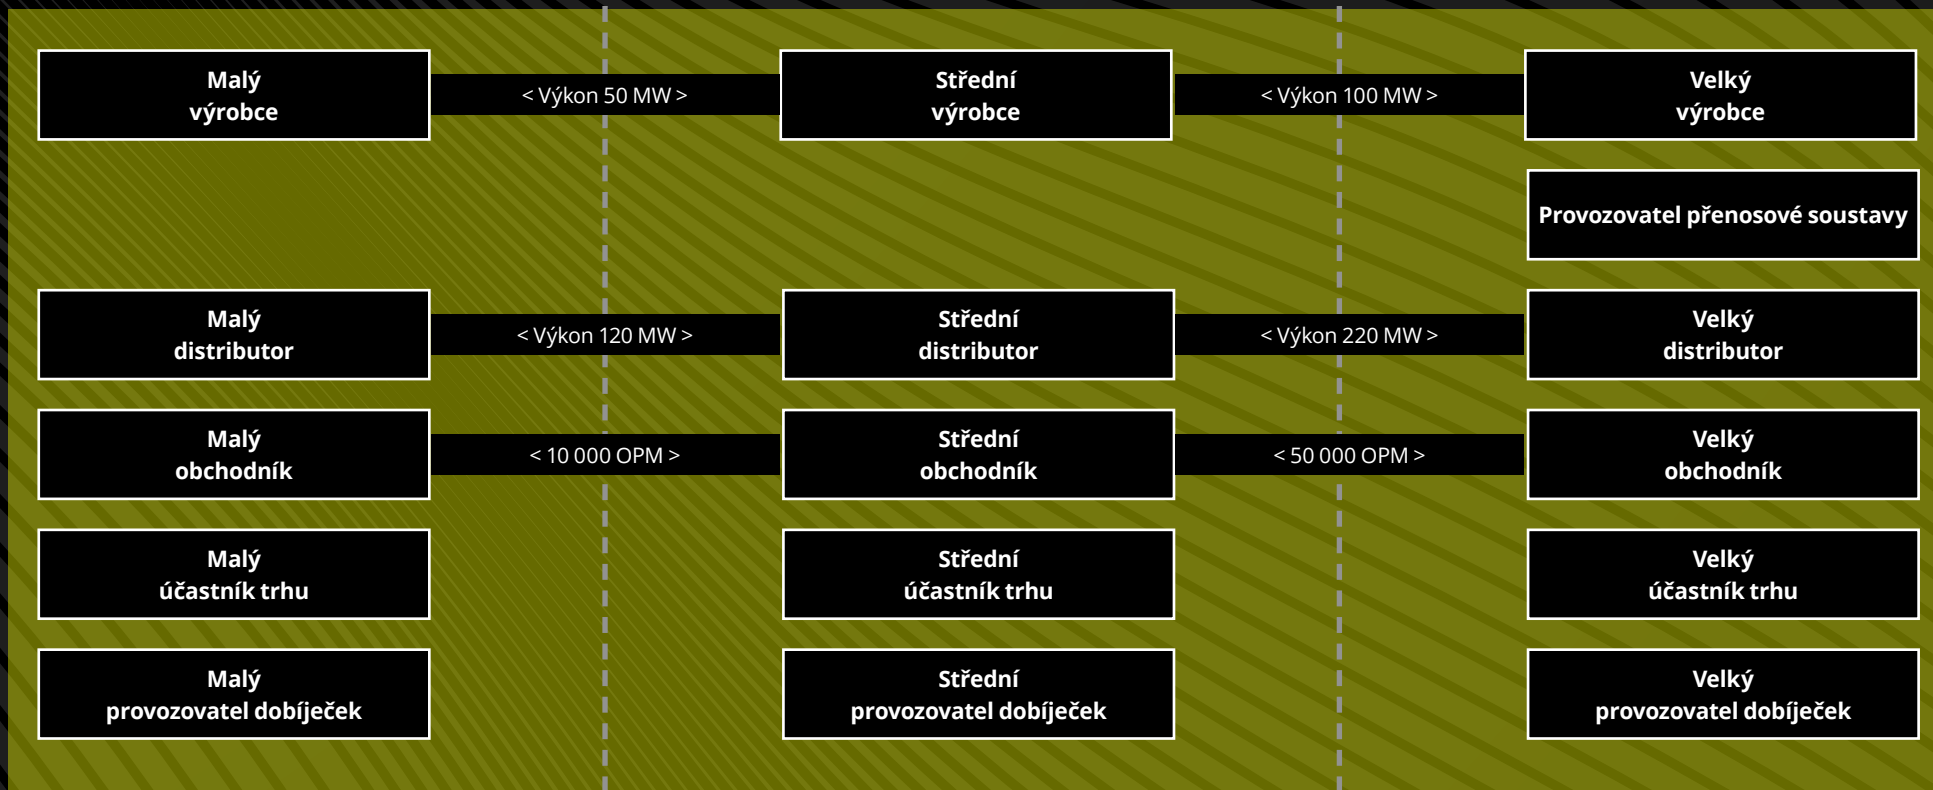 Malý
výrobce
< Výkon 50 MW >
Střední
výrobce
< Výkon 100 MW >
Velký
výrobce
Provozovatel přenosové soustavy
Malý
distributor
< Výkon 120 MW >
Střední
distributor
< Výkon 220 MW >
Velký
distributor
Malý
obchodník
< 10 000 OPM >
Střední
obchodník
< 50 000 OPM >
Velký
obchodník
Malý
účastník trhu
Střední
účastník trhu
Velký
účastník trhu
Malý
provozovatel dobíječek
Střední
provozovatel dobíječek
Velký
provozovatel dobíječek